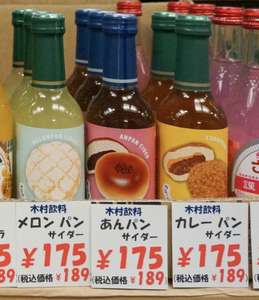 MELON PAN CIDER
ANPAN CIDER
木村飲料
メロン パン
サイダー
¥175
(税込価格 ¥189)
木村飲料
あんパン
サイダー
¥175
(税込価格 ¥189)
木村飲料
カレー パン
サイダー
¥175
(税込価格 ¥189)